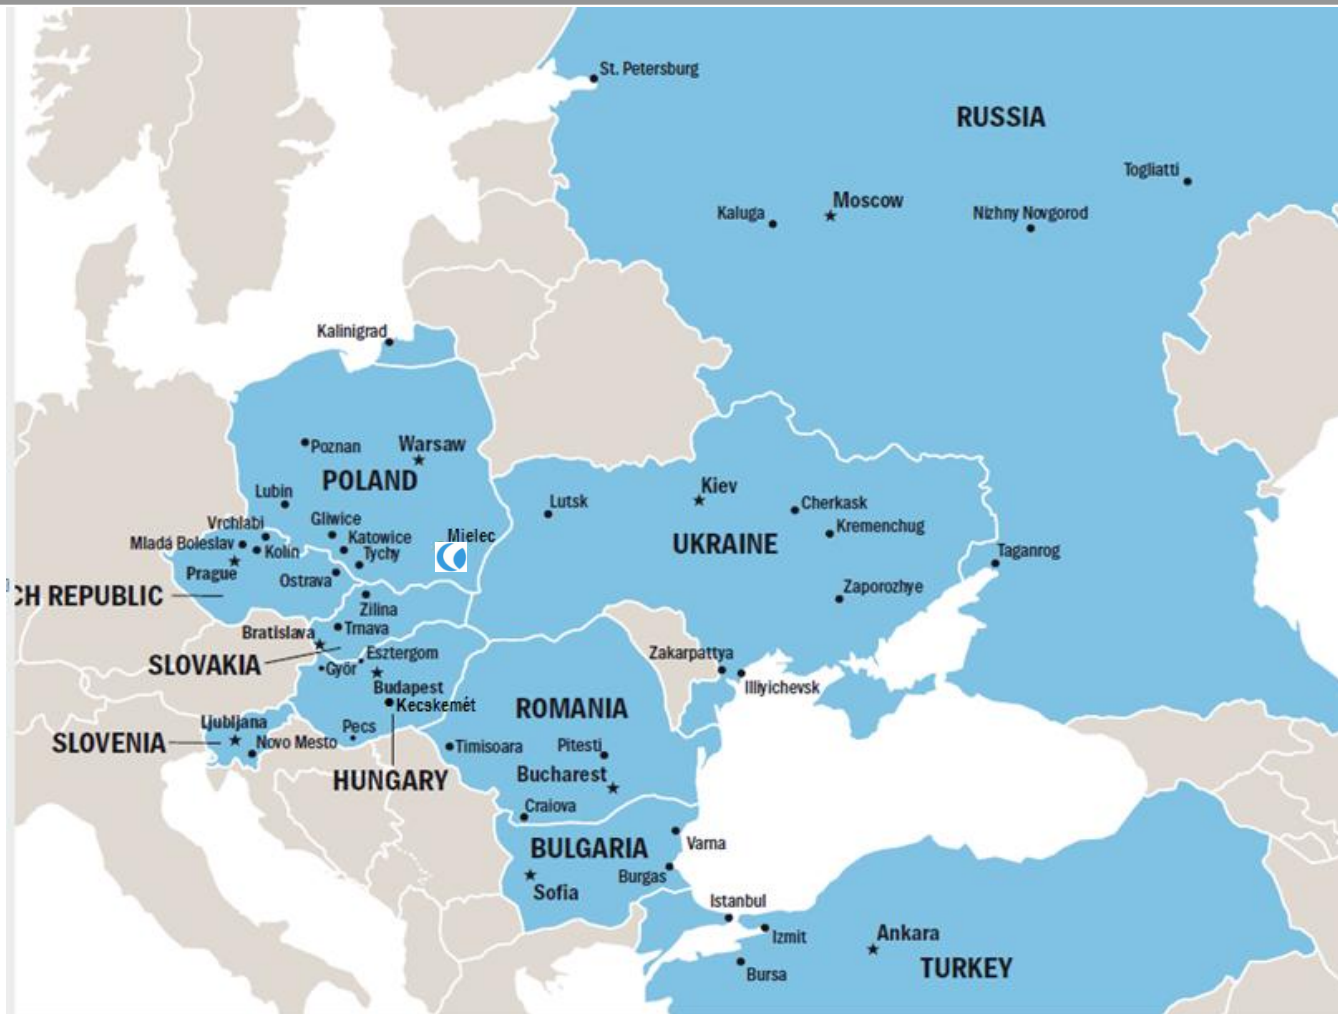 St. Petersburg
RUSSIA
Togliatti
Moscow
Kaluga
Nizhny Novgorod
Kalinigrad
Poznan
Warsaw
POLAND
Lubin
Kiev
Lutsk
Cherkask
Vrchlabi
Gliwice
Kremenchug
Katowice
Mielec
Mladá Boleslav
Kolin
Tychy
UKRAINE
Taganrog
Prague
Ostrava
Zaporozhye
CH REPUBLIC
Zilina
Bratislava
Trnava
Esztergom
Zakarpattya
SLOVAKIA
Győr
Budapest
Illiyichevsk
Kecskemét
ROMANIA
Ljubljana
Pecs
SLOVENIA
Novo Mesto
Timisoara
Pitesti
HUNGARY
Bucharest
Craiova
BULGARIA
Varna
Burgas
Sofia
Istanbul
Izmit
Ankara
Bursa
TURKEY